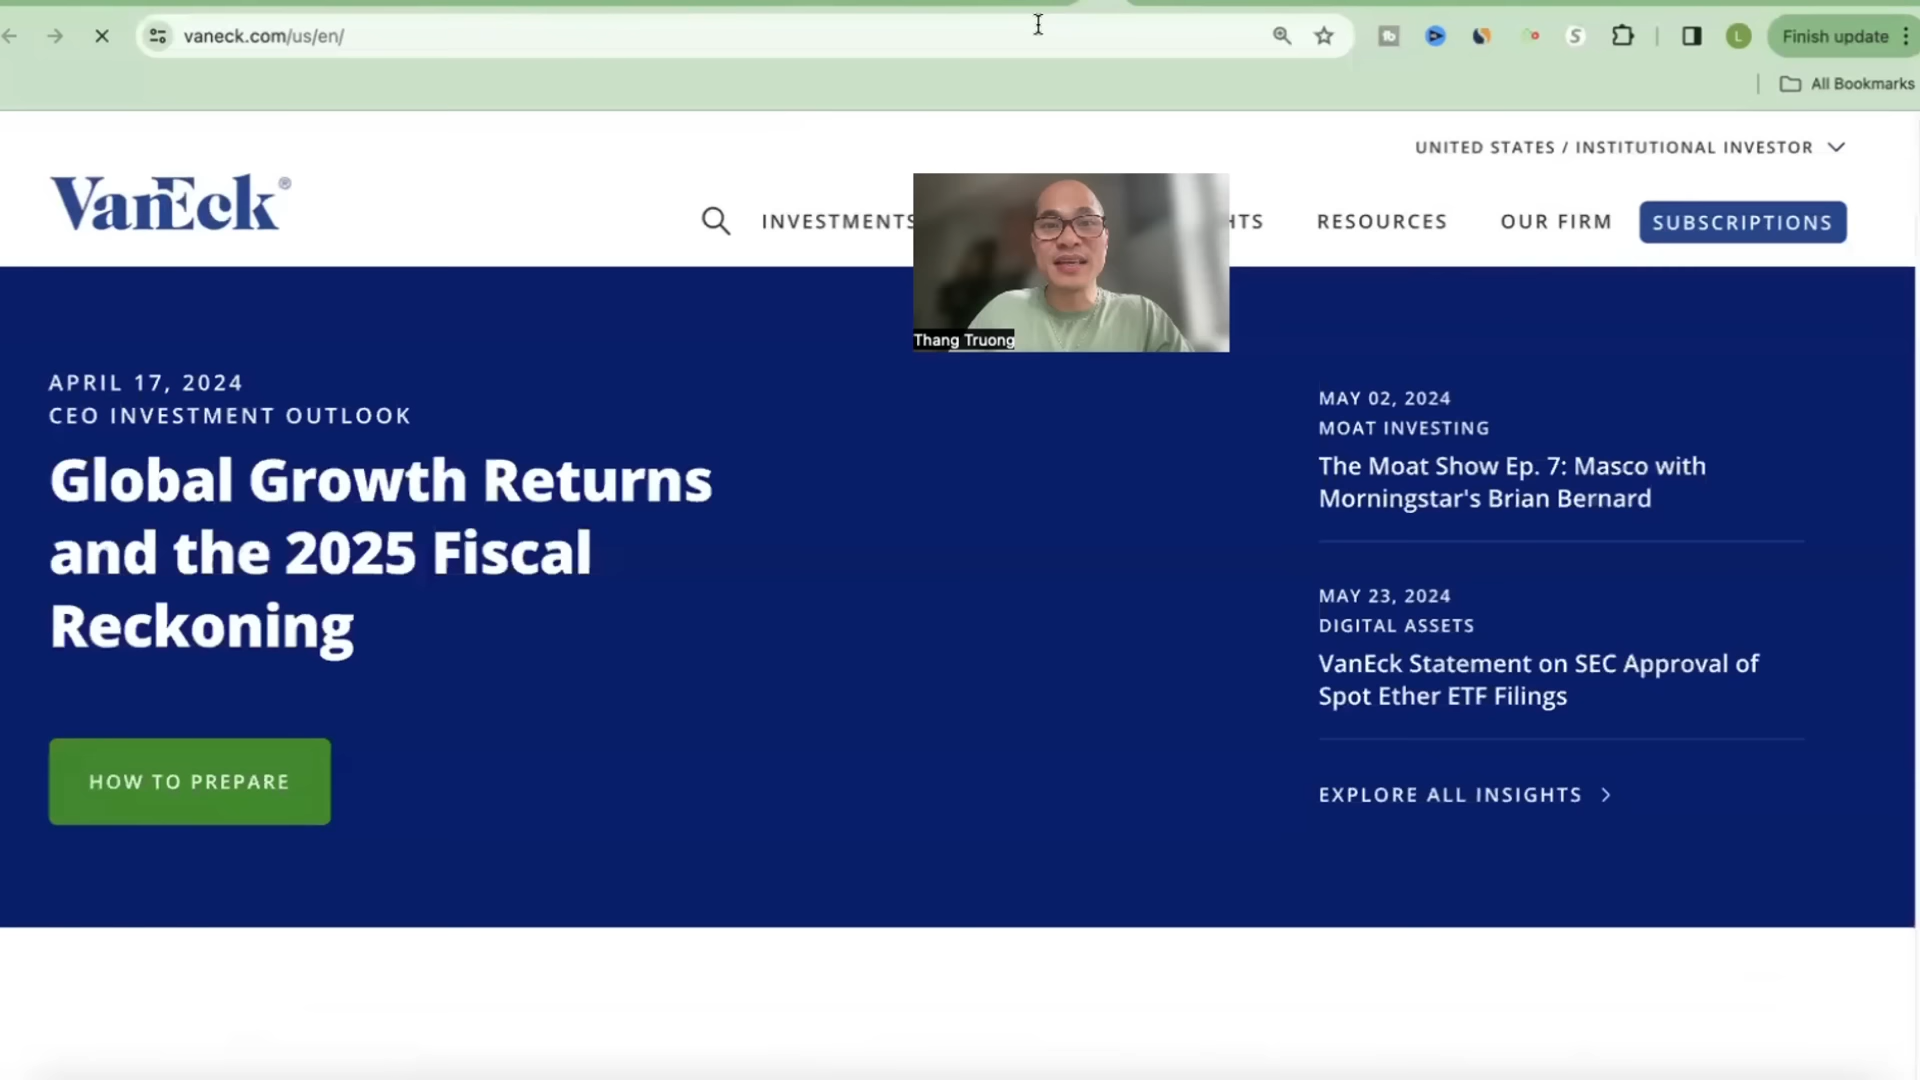 vaneck.com/us/en/
Finish update
All Bookmarks
UNITED STATES / INSTITUTIONAL INVESTOR
VanEck®
INVESTMENTS
RESOURCES
OUR FIRM
SUBSCRIPTIONS
Thang Truong
APRIL 17, 2024
CEO INVESTMENT OUTLOOK
Global Growth Returns
and the 2025 Fiscal
Reckoning
HOW TO PREPARE
MAY 02, 2024
MOAT INVESTING
The Moat Show Ep. 7: Masco with
Morningstar's Brian Bernard
MAY 23, 2024
DIGITAL ASSETS
VanEck Statement on SEC Approval of
Spot Ether ETF Filings
EXPLORE ALL INSIGHTS